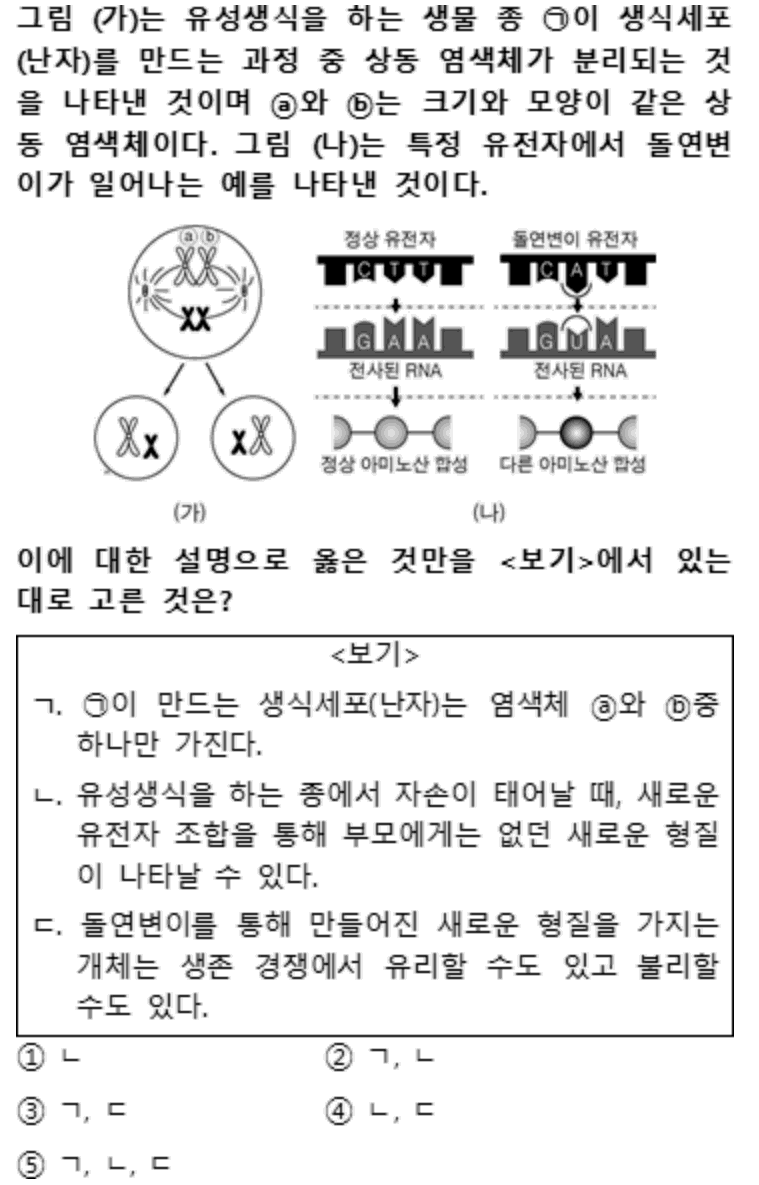 그림 (가)는 유성생식을 하는 생물 종 ㉠이 생식세포
(난자)를 만드는 과정 중 상동 염색체가 분리되는 것
을 나타낸 것이며 ⓐ와 ⓑ는 크기와 모양이 같은 상
동 염색체이다. 그림 (나)는 특정 유전자에서 돌연변
이가 일어나는 예를 나타낸 것이다.
ⓐ ⓑ
정상 유전자
C T T
G A A
전사된 RNA
정상 아미노산 합성
돌연변이 유전자
C A T
G U A
전사된 RNA
다른 아미노산 합성
(가)
(나)
이에 대한 설명으로 옳은 것만을 <보기>에서 있는
대로 고른 것은?
<보기>
ㄱ. ㉠이 만드는 생식세포(난자)는 염색체 ⓐ와 ⓑ중
하나만 가진다.
ㄴ. 유성생식을 하는 종에서 자손이 태어날 때, 새로운
유전자 조합을 통해 부모에게는 없던 새로운 형질
이 나타날 수 있다.
ㄷ. 돌연변이를 통해 만들어진 새로운 형질을 가지는
개체는 생존 경쟁에서 유리할 수도 있고 불리할
수도 있다.
① ㄴ ② ㄱ, ㄴ
③ ㄱ, ㄷ ④ ㄴ, ㄷ
⑤ ㄱ, ㄴ, ㄷ